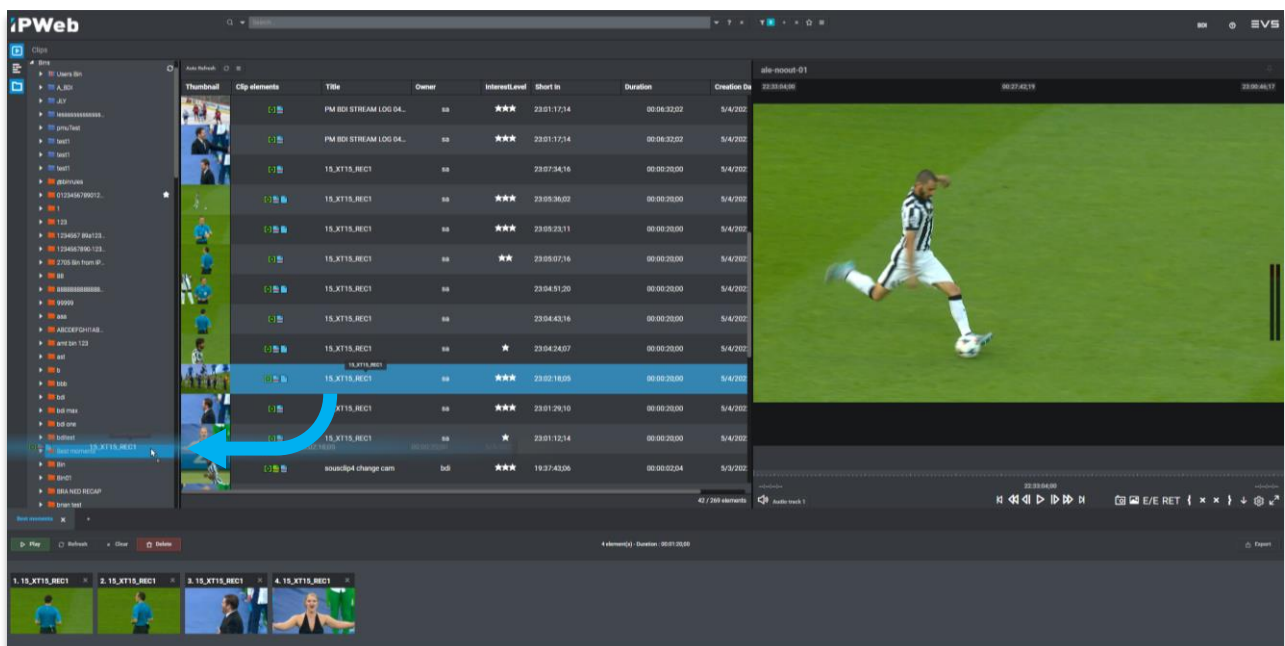 iPWeb
Search...
BDI
EVS
Clips
Bins
Users Bin
A_BDI
JLY
pmuTest
test1
test1
test1
0123456789012...
1
123
1234567 89a123...
1234567890-123...
2705 Bin from IP...
88
99999
aaa
ABCDEFGH1AB...
amt bin 123
axt
b
bbb
bdi
bdi max
bdi one
bditest
Best moments
Bin
Bin01
BRA NED RECAP
brian test
15_XT15_REC1
Auto Refresh
Thumbnail Clip elements Title Owner InterestLevel Short In Duration Creation Da
PM BDI STREAM LOG 04... sa ★★★ 23:01:17;14 00:06:32;02 5/4/202
PM BDI STREAM LOG 04... sa ★★★ 23:01:17;14 00:06:32;02 5/4/202
15_XT15_REC1 sa 23:07:34;16 00:00:20;00 5/4/202
15_XT15_REC1 sa ★★★ 23:05:36;02 00:00:20;00 5/4/202
15_XT15_REC1 sa ★★★ 23:05:23;11 00:00:20;00 5/4/202
15_XT15_REC1 sa ★★ 23:05:07;16 00:00:20;00 5/4/202
15_XT15_REC1 sa 23:04:51;20 00:00:20;00 5/4/202
15_XT15_REC1 sa 23:04:43;16 00:00:20;00 5/4/202
15_XT15_REC1 sa ★ 23:04:24;07 00:00:20;00 5/4/202
15_XT15_REC1
15_XT15_REC1 sa ★★★ 23:02:18;05 00:00:20;00 5/4/202
_XT15_REC1 sa ★★★ 23:01:29;10 00:00:20;00 5/4/202
15_XT15_REC1 sa ★ 23:01:12;14 00:00:20;00 5/4/202
sousclip4 change cam bdi ★★★ 19:37:43;06 00:00:02;04 5/3/202
42 / 269 elements
ale-noout-01
22:33:04;00 00:27:42;19 23:00:46;17
22:33:04;00
Audio track 1
E/E RET { × × }
Best moments ×
+
Play Refresh Clear Delete
4 element(s) - Duration : 00:01:20;00
Export
1. 15_XT15_REC1 × 2. 15_XT15_REC1 × 3. 15_XT15_REC1 × 4. 15_XT15_REC1 ×